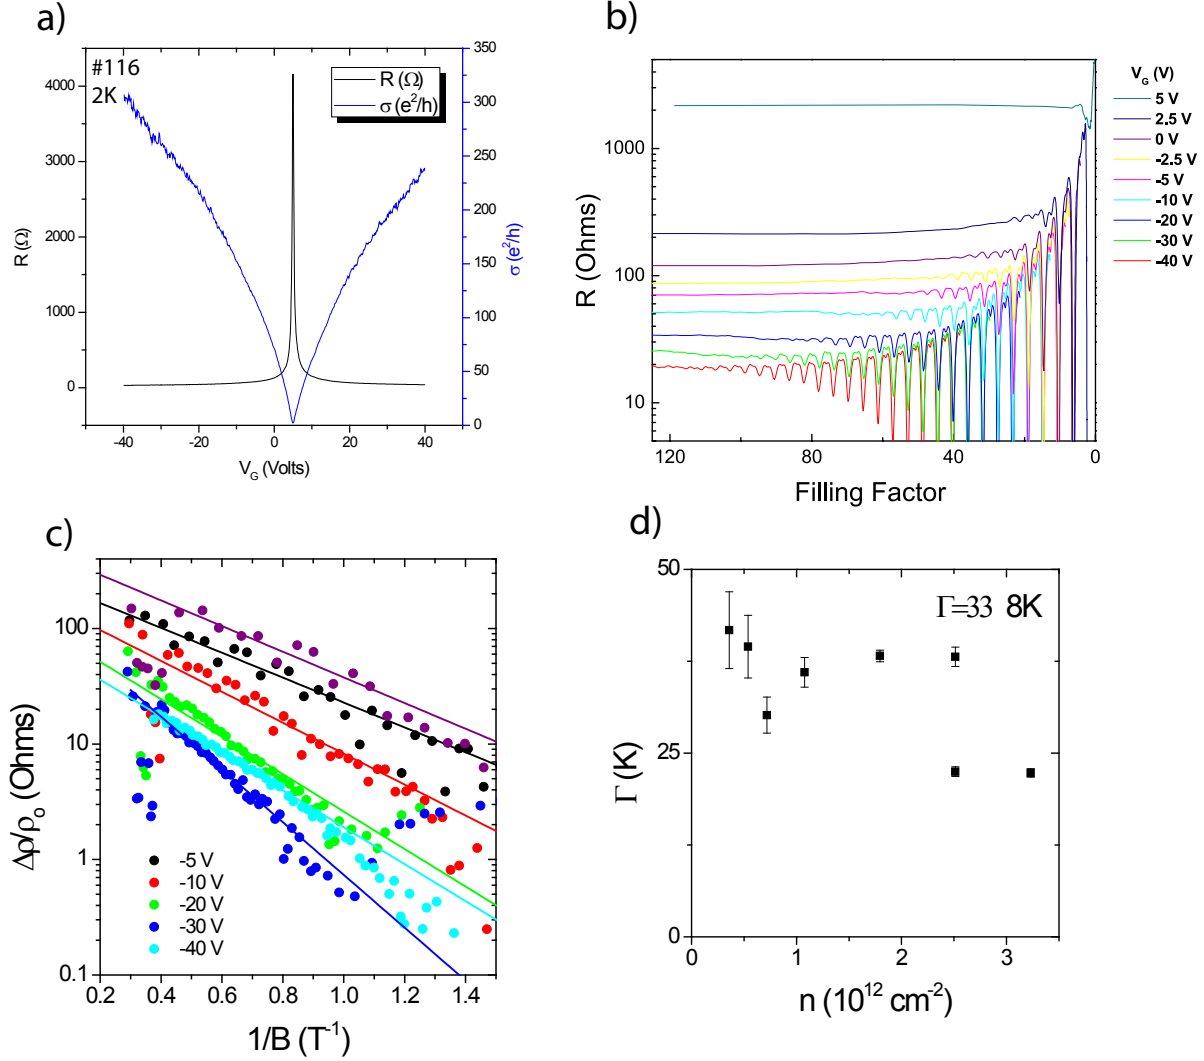 a)
#116
2K
R (Ω)
σ (e²/h)
4000
3000
2000
1000
0
R (Ω)
350
300
250
200
150
100
50
0
σ (e²/h)
-40
-20
0
20
40
V_G (Volts)
b)
1000
100
10
R (Ohms)
120
80
40
0
Filling Factor
V_G (V)
5 V
2.5 V
0 V
-2.5 V
-5 V
-10 V
-20 V
-30 V
-40 V
c)
100
10
1
0.1
Δρ/ρ_o (Ohms)
-5 V
-10 V
-20 V
-30 V
-40 V
0.2
0.4
0.6
0.8
1.0
1.2
1.4
1/B (T⁻¹)
d)
Γ=33 8K
50
25
0
Γ (K)
0
1
2
3
n (10¹² cm⁻²)